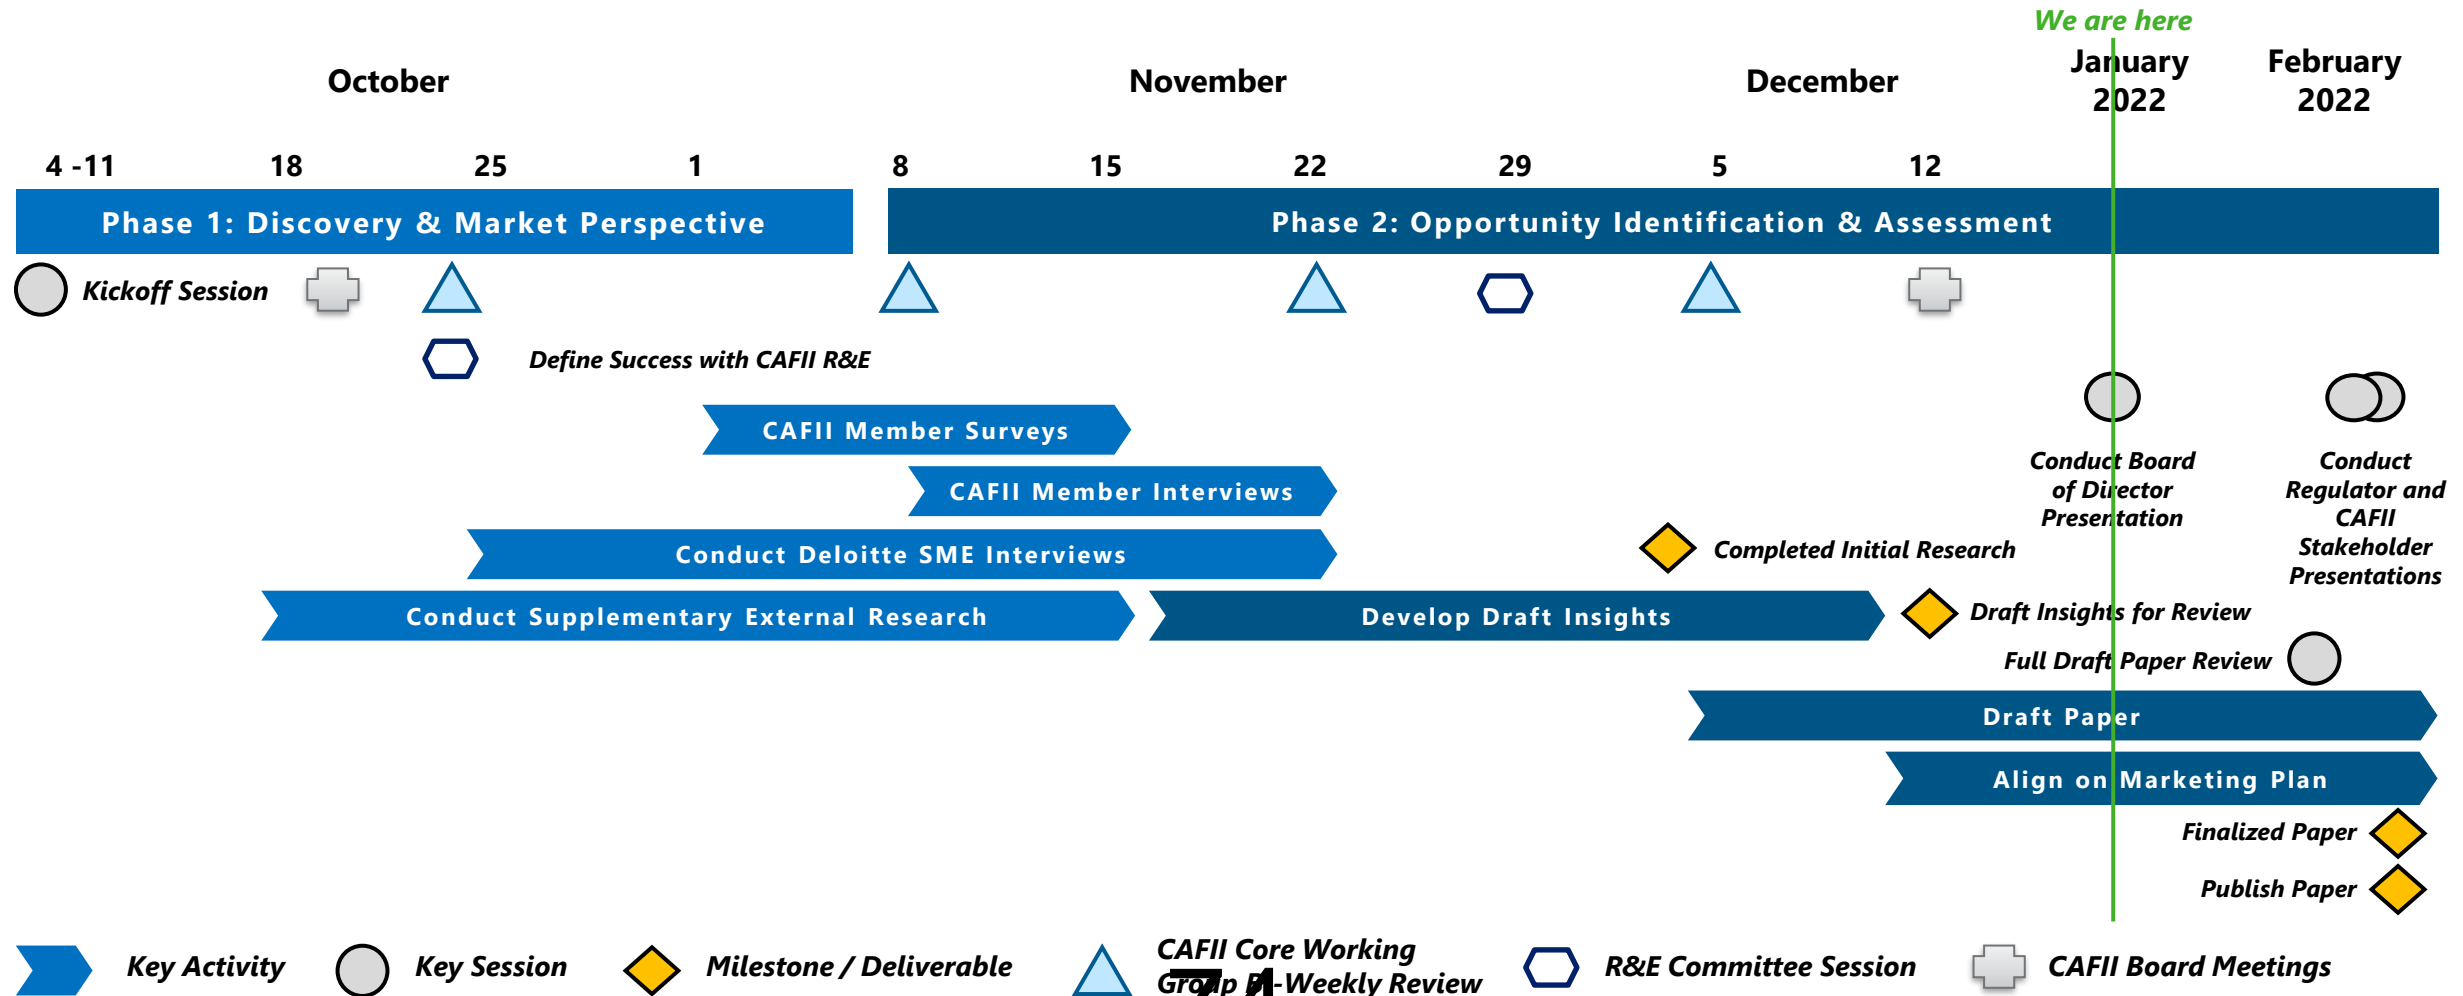 We are here
October
November
December
January
2022
February
2022
4 -11
18
25
1
8
15
22
29
5
12
Phase 1: Discovery & Market Perspective
Phase 2: Opportunity Identification & Assessment
Kickoff Session
Define Success with CAFII R&E
CAFII Member Surveys
CAFII Member Interviews
Conduct Board
of Director
Presentation
Conduct
Regulator and
CAFII
Stakeholder
Presentations
Conduct Deloitte SME Interviews
Completed Initial Research
Conduct Supplementary External Research
Develop Draft Insights
Draft Insights for Review
Full Draft Paper Review
Draft Paper
Align on Marketing Plan
Finalized Paper
Publish Paper
Key Activity
Key Session
Milestone / Deliverable
CAFII Core Working
Group Bi-Weekly Review
R&E Committee Session
CAFII Board Meetings